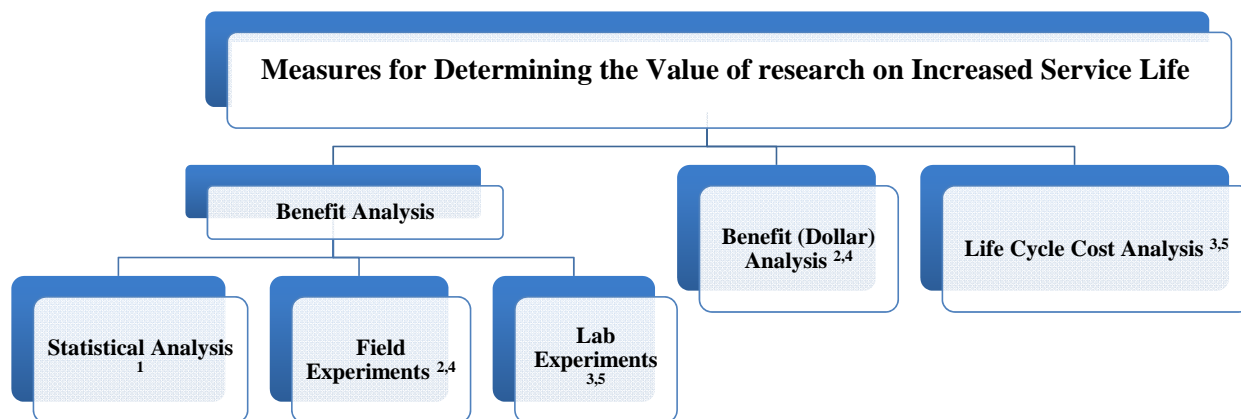 Measures for Determining the Value of research on Increased Service Life
Benefit Analysis
Benefit (Dollar)
Analysis 2,4
Life Cycle Cost Analysis 3,5
Statistical Analysis
1
Field
Experiments 2,4
Lab
Experiments
3,5